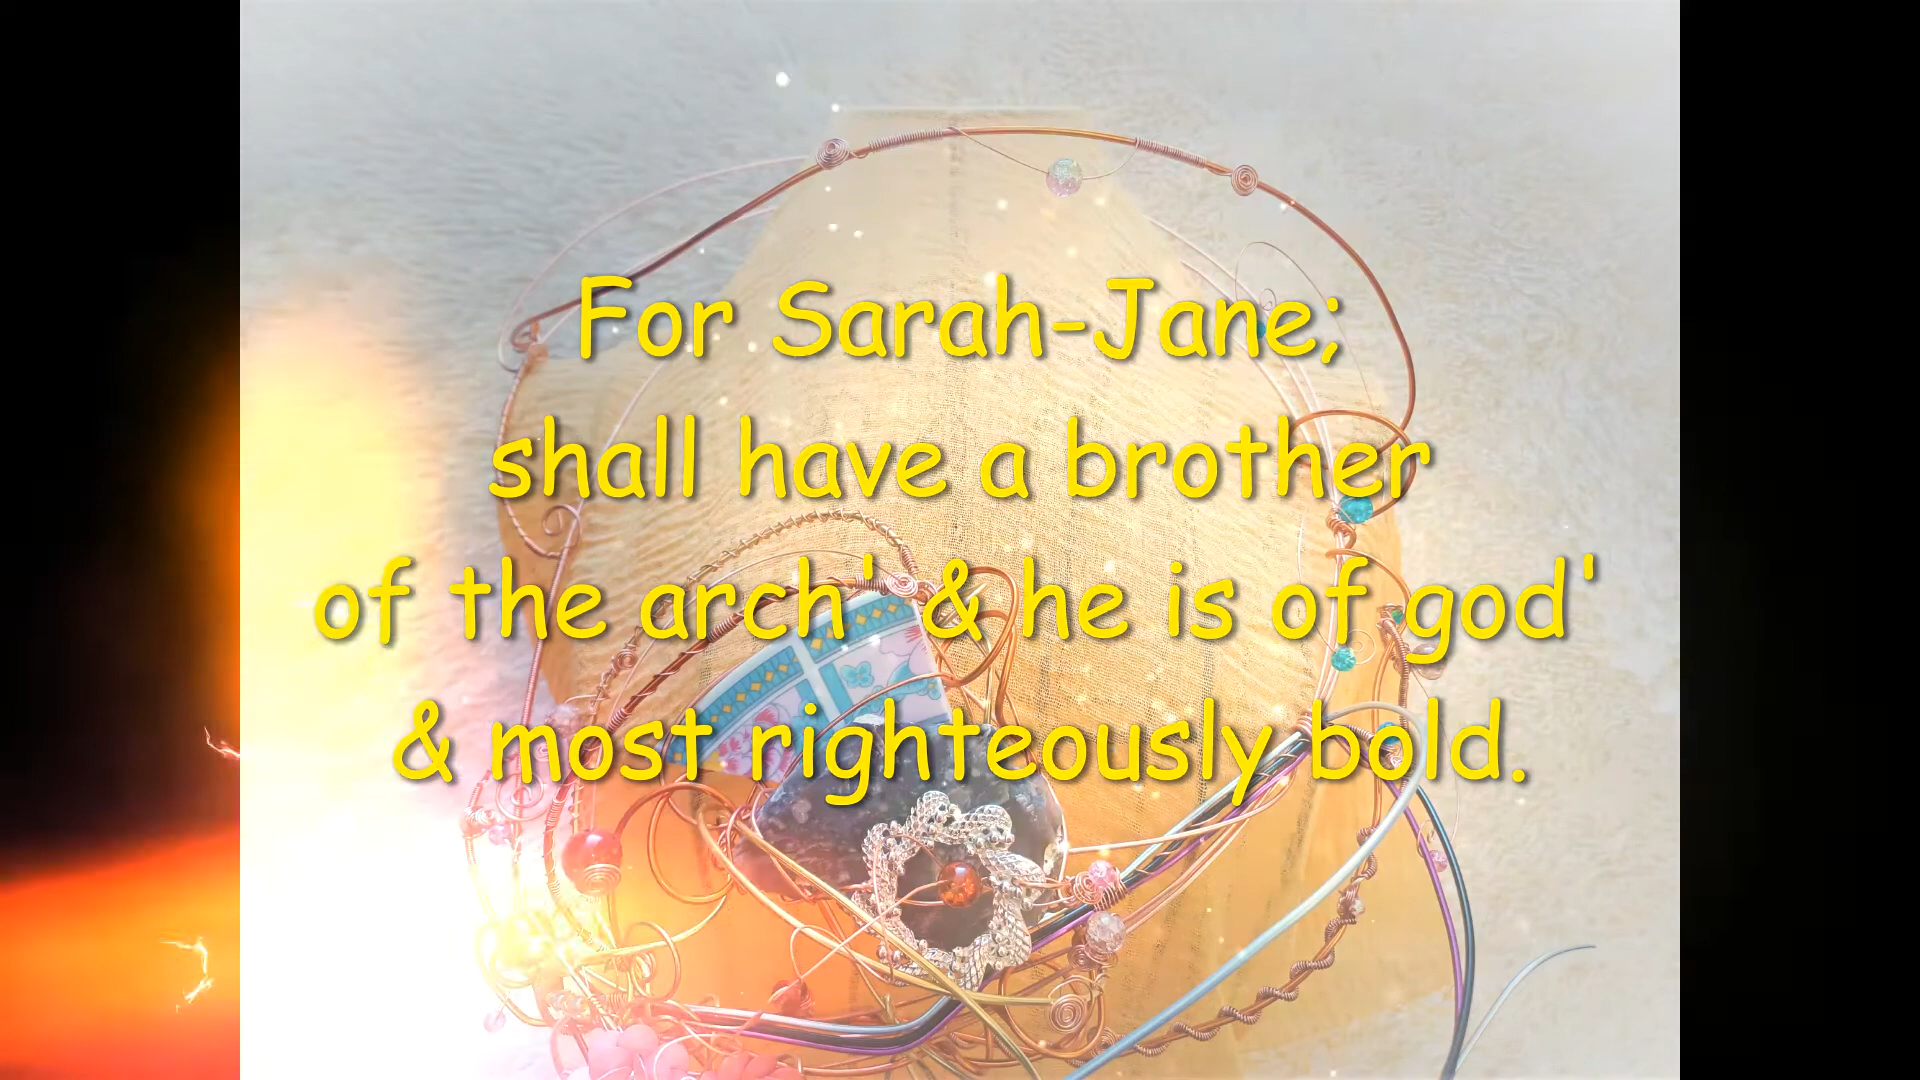 For Sarah-Jane;
shall have a brother
of the arch' & he is of god'
& most righteously bold.